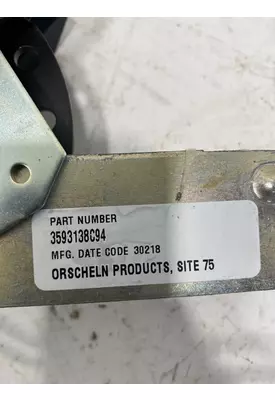 PART NUMBER
3593138C94
MFG. DATE CODE 30218
ORSCHELN PRODUCTS, SITE 75